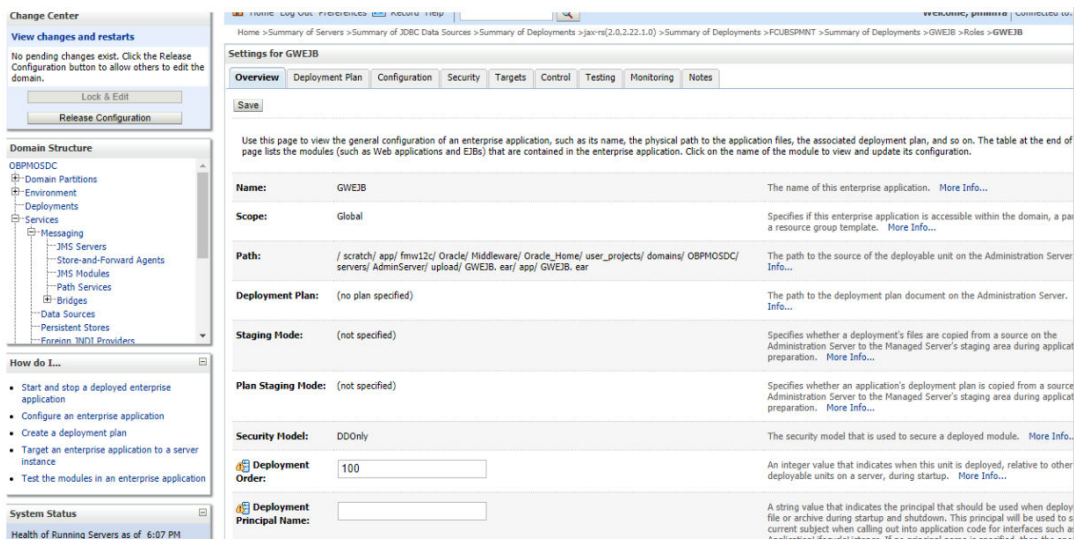 Change Center
View changes and restarts
No pending changes exist. Click the Release
Configuration button to allow others to edit the
domain.
Lock & Edit
Release Configuration
Domain Structure
OBPMOSDC
Domain Partitions
Environment
Deployments
Services
Messaging
JMS Servers
Store-and-Forward Agents
JMS Modules
Path Services
Bridges
Data Sources
Persistent Stores
Foreign JNDI Providers
How do I...
Start and stop a deployed enterprise
application
Configure an enterprise application
Create a deployment plan
Target an enterprise application to a server
instance
Test the modules in an enterprise application
System Status
Health of Running Servers as of 6:07 PM
Home Log Out Preferences Record Help
Welcome, Connected to:
Home >Summary of Servers >Summary of JDBC Data Sources >Summary of Deployments >jax-rs(2.0,2.22.1.0) >Summary of Deployments >FCUBSPMNT >Summary of Deployments >GWEJB >Roles >GWEJB
Settings for GWEJB
Overview Deployment Plan Configuration Security Targets Control Testing Monitoring Notes
Save
Use this page to view the general configuration of an enterprise application, such as its name, the physical path to the application files, the associated deployment plan, and so on. The table at the end of
page lists the modules (such as Web applications and EJBs) that are contained in the enterprise application. Click on the name of the module to view and update its configuration.
Name: GWEJB The name of this enterprise application. More Info...
Scope: Global Specifies if this enterprise application is accessible within the domain, a
a resource group template. More Info...
Path: / scratch/ app/ fmw12c/ Oracle/ Middleware/ Oracle_Home/ user_projects/ domains/ OBPMOSDC/ The path to the source of the deployable unit on the Administration Server
servers/ AdminServer/ upload/ GWEJB. ear/ app/ GWEJB. ear Info...
Deployment Plan: (no plan specified) The path to the deployment plan document on the Administration Server.
Info...
Staging Mode: (not specified) Specifies whether a deployment's files are copied from a source on the
Administration Server to the Managed Server's staging area during
preparation. More Info...
Plan Staging Mode: (not specified) Specifies whether an application's deployment plan is copied from a source
Administration Server to the Managed Server's staging area during
preparation. More Info...
Security Model: DDOnly The security model that is used to secure a deployed module. More Info..
Deployment
Order: 100 An integer value that indicates when this unit is deployed, relative to other
deployable units on a server, during startup. More Info...
Deployment
Principal Name: A string value that indicates the principal that should be used when
file or archive during startup and shutdown. This principal will be used to
current subject when calling out into application code for interfaces such